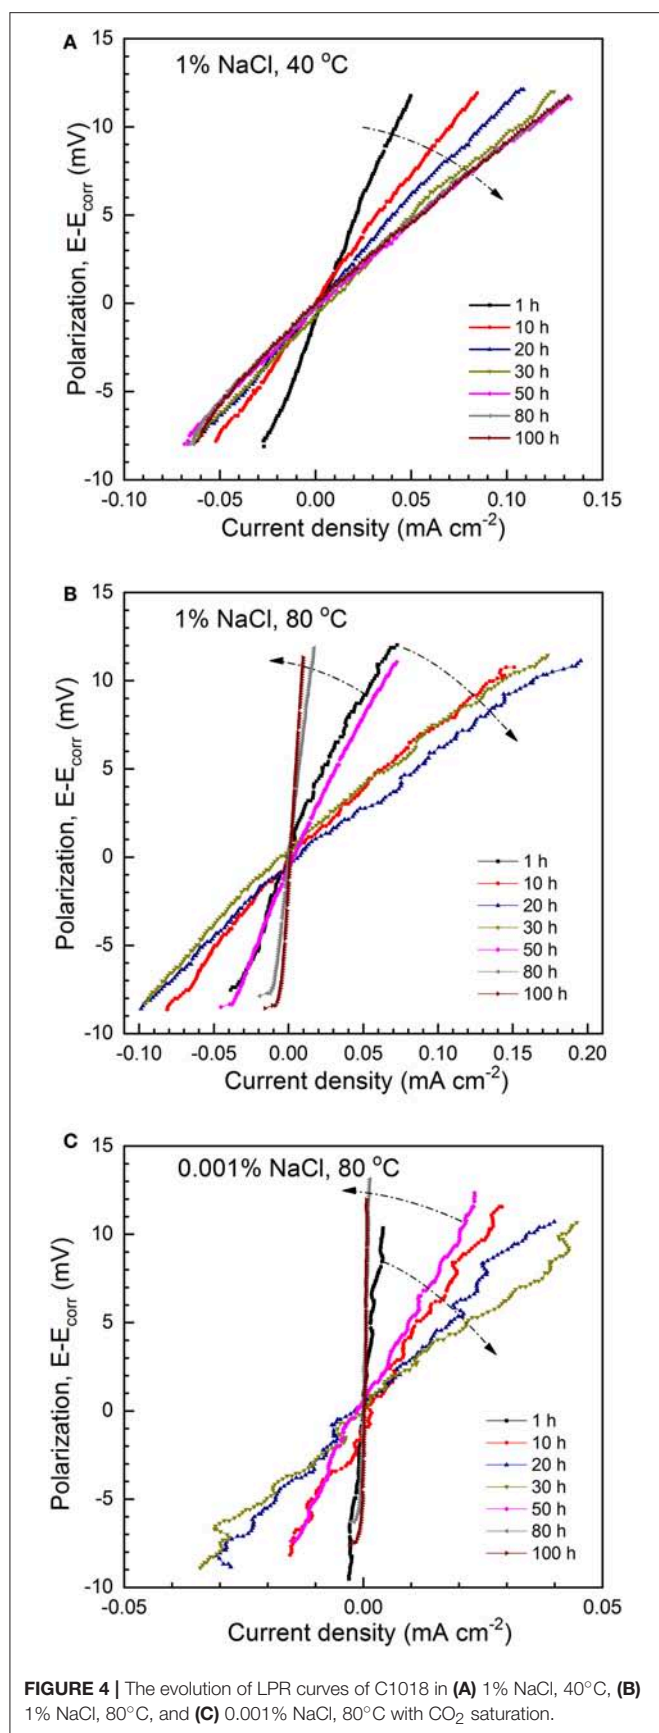 A
1% NaCl, 40 °C
15
10
5
0
-5
-10
Polarization, E-E_corr (mV)
1 h
10 h
20 h
30 h
50 h
80 h
100 h
-0.10 -0.05 0.00 0.05 0.10 0.15
Current density (mA cm⁻²)
B
1% NaCl, 80 °C
15
10
5
0
-5
-10
Polarization, E-E_corr (mV)
1 h
10 h
20 h
30 h
50 h
80 h
100 h
-0.10 -0.05 0.00 0.05 0.10 0.15 0.20
Current density (mA cm⁻²)
C
0.001% NaCl, 80 °C
15
10
5
0
-5
-10
Polarization, E-E_corr (mV)
1 h
10 h
20 h
30 h
50 h
80 h
100 h
-0.05 0.00 0.05
Current density (mA cm⁻²)
FIGURE 4 | The evolution of LPR curves of C1018 in (A) 1% NaCl, 40°C, (B)
1% NaCl, 80°C, and (C) 0.001% NaCl, 80°C with CO₂ saturation.